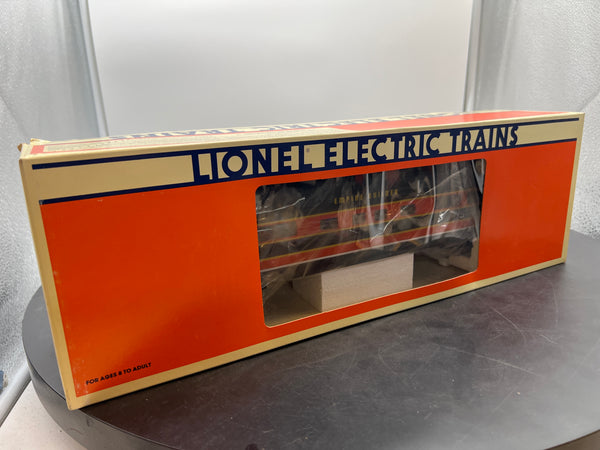 LIONEL ELECTRIC TRAINS
FOR AGES 8 TO ADULT